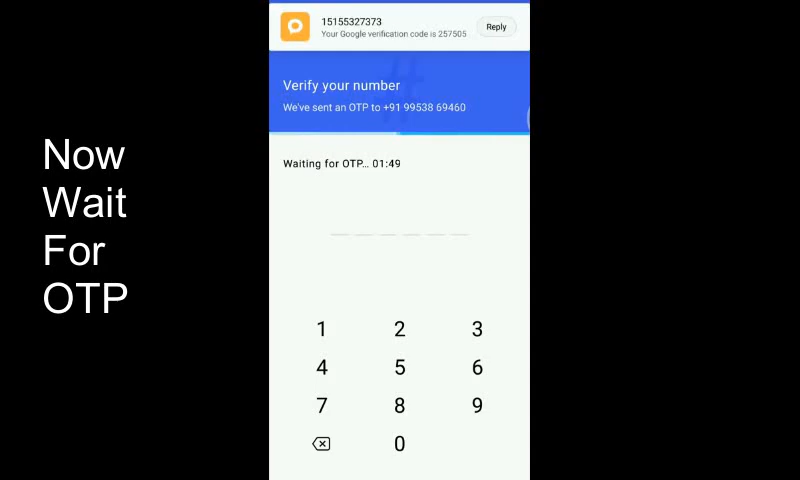 15155327373
Your Google verification code is 257505
Reply
Verify your number
#
We've sent an OTP to +91 99538 69460
Waiting for OTP... 01:49
Now
Wait
For
OTP
1 2 3
4 5 6
7 8 9
0